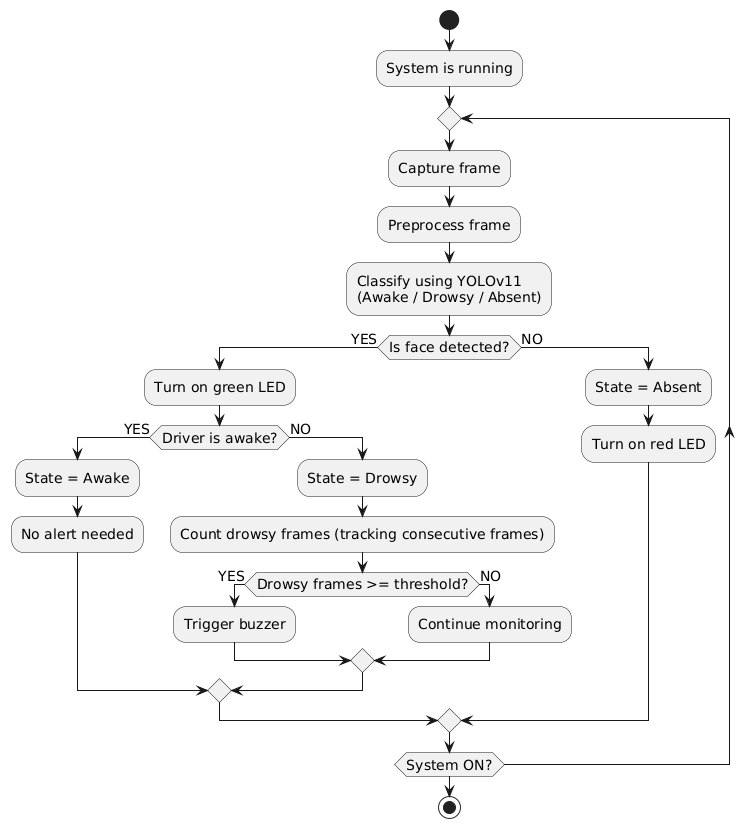 System is running
Capture frame
Preprocess frame
Classify using YOLOv11
(Awake / Drowsy / Absent)
YES
Is face detected?
NO
Turn on green LED
State = Absent
YES
Driver is awake?
NO
Turn on red LED
State = Awake
State = Drowsy
No alert needed
Count drowsy frames (tracking consecutive frames)
YES
Drowsy frames >= threshold?
NO
Trigger buzzer
Continue monitoring
System ON?